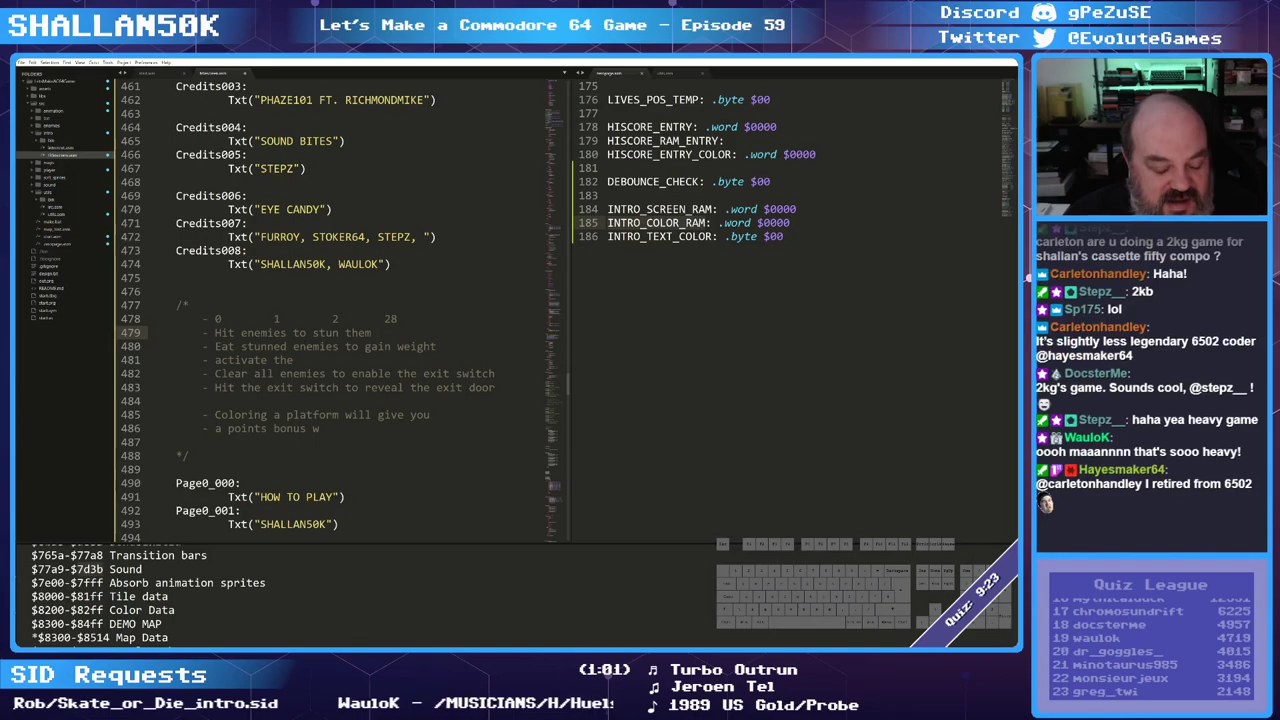 SHALLAN50K
Let's Make a Commodore 64 Game - Episode 59
Discord gPeZuSE
Twitter @EvoluteGames
FOLDERS
461 Credits003:
462 Txt("PHAZE101 FT. RICHMONDMIKE")
463
464 Credits004:
465 Txt("SOUND BITES")
466 Credits005:
467 Txt("STEPZ")
468
469 Credits006:
470 Txt("EYE CANDY")
471 Credits007:
472 Txt("FURROY, STOKER64, STEPZ, ")
473 Credits008:
474 Txt("SHALLAN50K, WAULOK")
475
476
477 /*
478 - 0 1 2 28
479 - Hit enemies to stun them
480 - Eat stunned enemies to gain weight
481 - activate the
482 - Clear all enemies to enable the exit switch
483 - Hit the exit switch to reveal the exit door
484
485 - Coloring a platform will give you
486 - a points bonus w
487
488 */
489
490 Page0_000:
491 Txt("HOW TO PLAY")
492 Page0_001:
493 Txt("SHALLAN50K")
494
175
176 LIVES_POS_TEMP: .byte $00
177
178 HISCORE_ENTRY: .word $0000
179 HISCORE_RAM_ENTRY:
180 HISCORE_ENTRY_COLOR: .word $0000
181
182 DEBOUNCE_CHECK: .byte $00
183
184 INTRO_SCREEN_RAM: .word $0000
185 INTRO_COLOR_RAM: .word $0000
186 INTRO_TEXT_COLOR: .byte $00
$765a-$77a8 Transition bars
$77a9-$7d3b Sound
$7e00-$7fff Absorb animation sprites
$8000-$81ff Tile data
$8200-$82ff Color Data
$8300-$84ff DEMO MAP
*$8300-$8514 Map Data
Quiz: 9:23
carleton are u doing a 2kg game for
shallan's cassette fifty compo ?
Carletonhandley: Haha!
Stepz__: 2kb
Sp175: lol
Carletonhandley:
It's slightly less legendary 6502 coder
@hayesmaker64
DocsterMe:
2kg's game. Sounds cool, @stepz__ !
Stepz__: haha yea heavy game
WauloK:
oooh maaannnn that's sooo heavy!
Hayesmaker64:
@carletonhandley I retired from 6502
Quiz League
17 chromosundrift 6225
18 docsterme 4957
19 waulok 4719
20 dr_goggles_ 4015
21 minotaurus985 3486
22 monsieurjeux 3194
23 greg_twi 2148
SID Requests
(1:01) ♫ Turbo Outrun
♫ Jeroen Tel
♪ 1989 US Gold/Probe
Rob/Skate_or_Die_intro.sid WauloK - /MUSICIANS/H/Huels